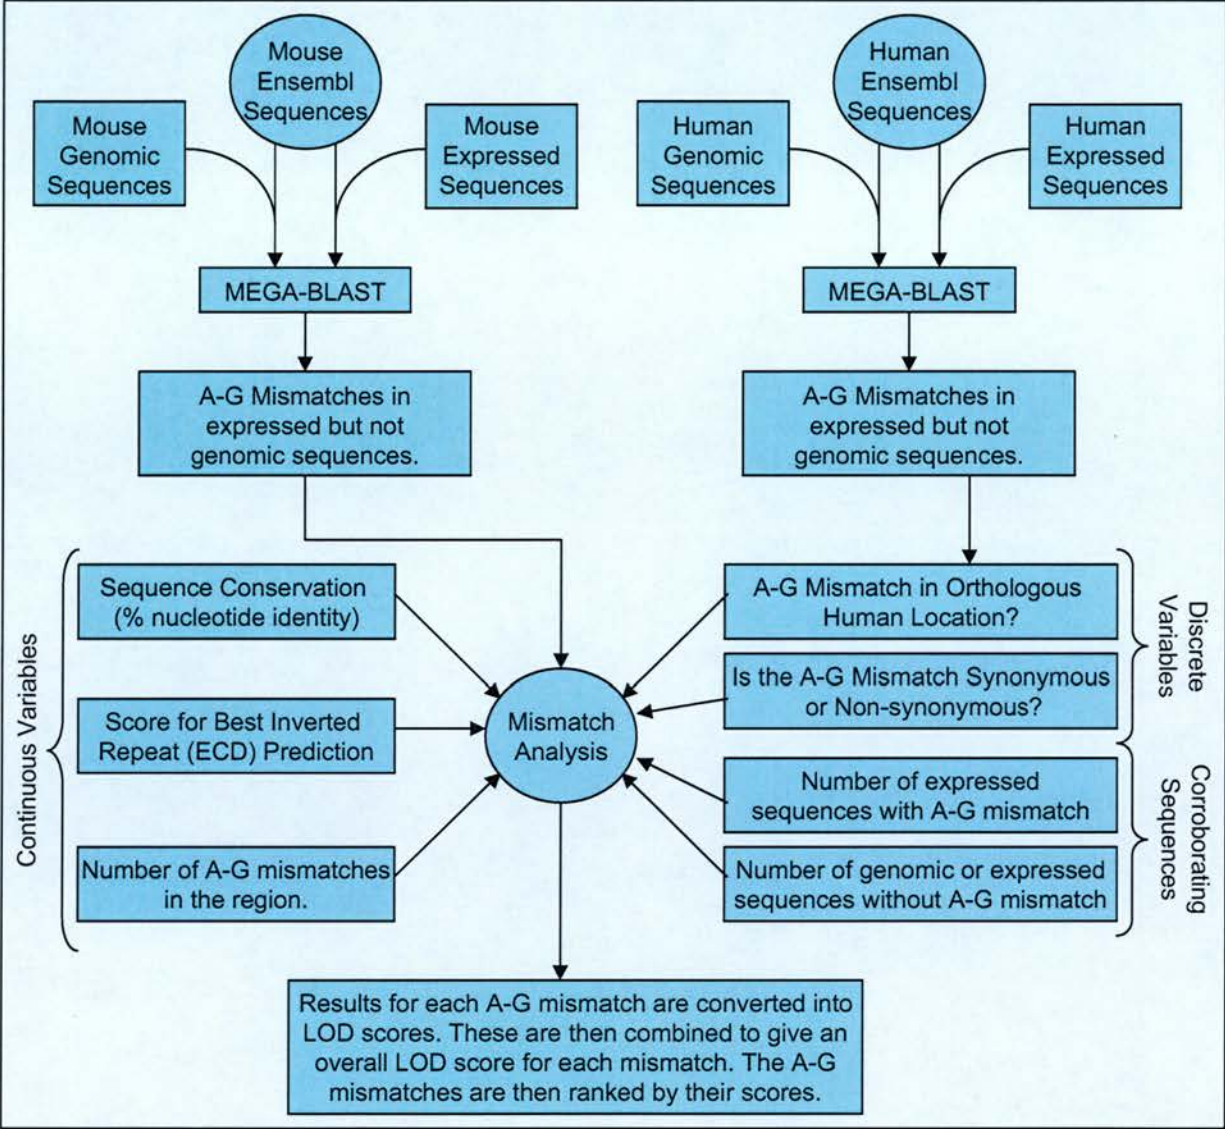 Mouse
Ensembl
Sequences
Mouse
Genomic
Sequences
Mouse
Expressed
Sequences
MEGA-BLAST
A-G Mismatches in
expressed but not
genomic sequences.
Human
Ensembl
Sequences
Human
Genomic
Sequences
Human
Expressed
Sequences
MEGA-BLAST
A-G Mismatches in
expressed but not
genomic sequences.
Continuous Variables
Sequence Conservation
(% nucleotide identity)
Score for Best Inverted
Repeat (ECD) Prediction
Number of A-G mismatches
in the region.
Mismatch
Analysis
A-G Mismatch in Orthologous
Human Location?
Is the A-G Mismatch Synonymous
or Non-synonymous?
Discrete
Variables
Number of expressed
sequences with A-G mismatch
Number of genomic or expressed
sequences without A-G mismatch
Corroborating
Sequences
Results for each A-G mismatch are converted into
LOD scores. These are then combined to give an
overall LOD score for each mismatch. The A-G
mismatches are then ranked by their scores.